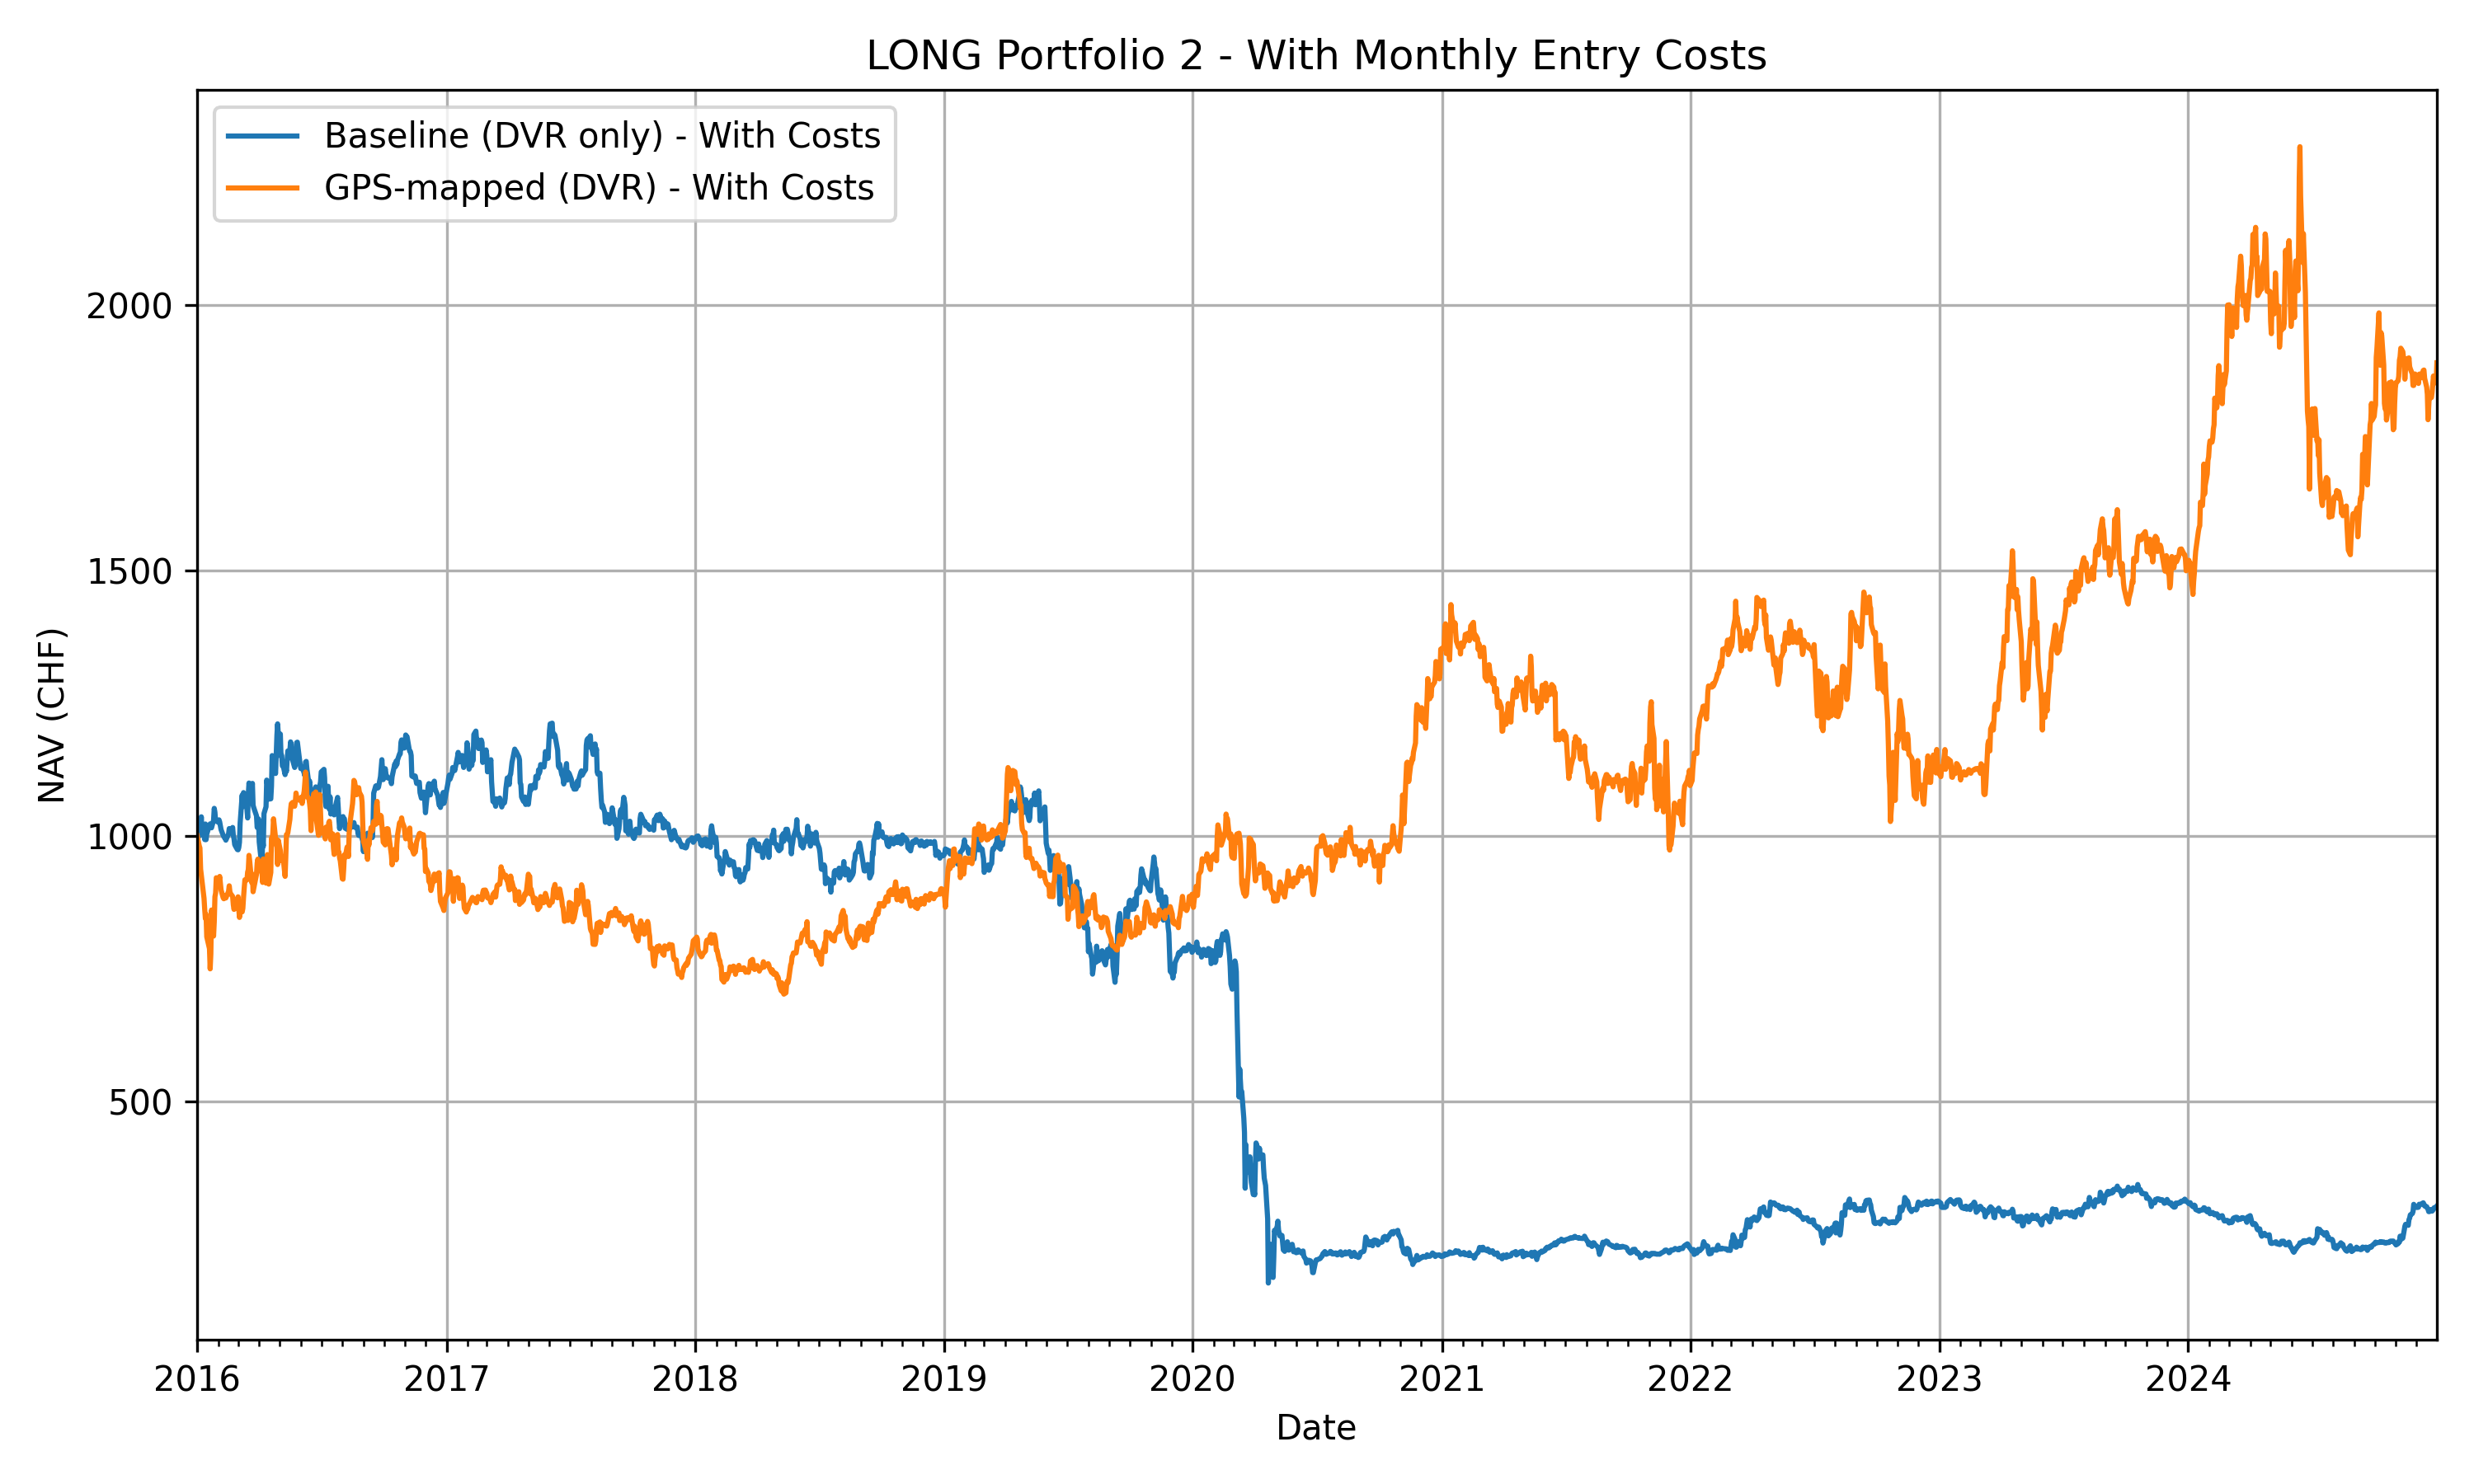 LONG Portfolio 2 - With Monthly Entry Costs
Baseline (DVR only) - With Costs
GPS-mapped (DVR) - With Costs
NAV (CHF)
2000
1500
1000
500
2016 2017 2018 2019 2020 2021 2022 2023 2024
Date